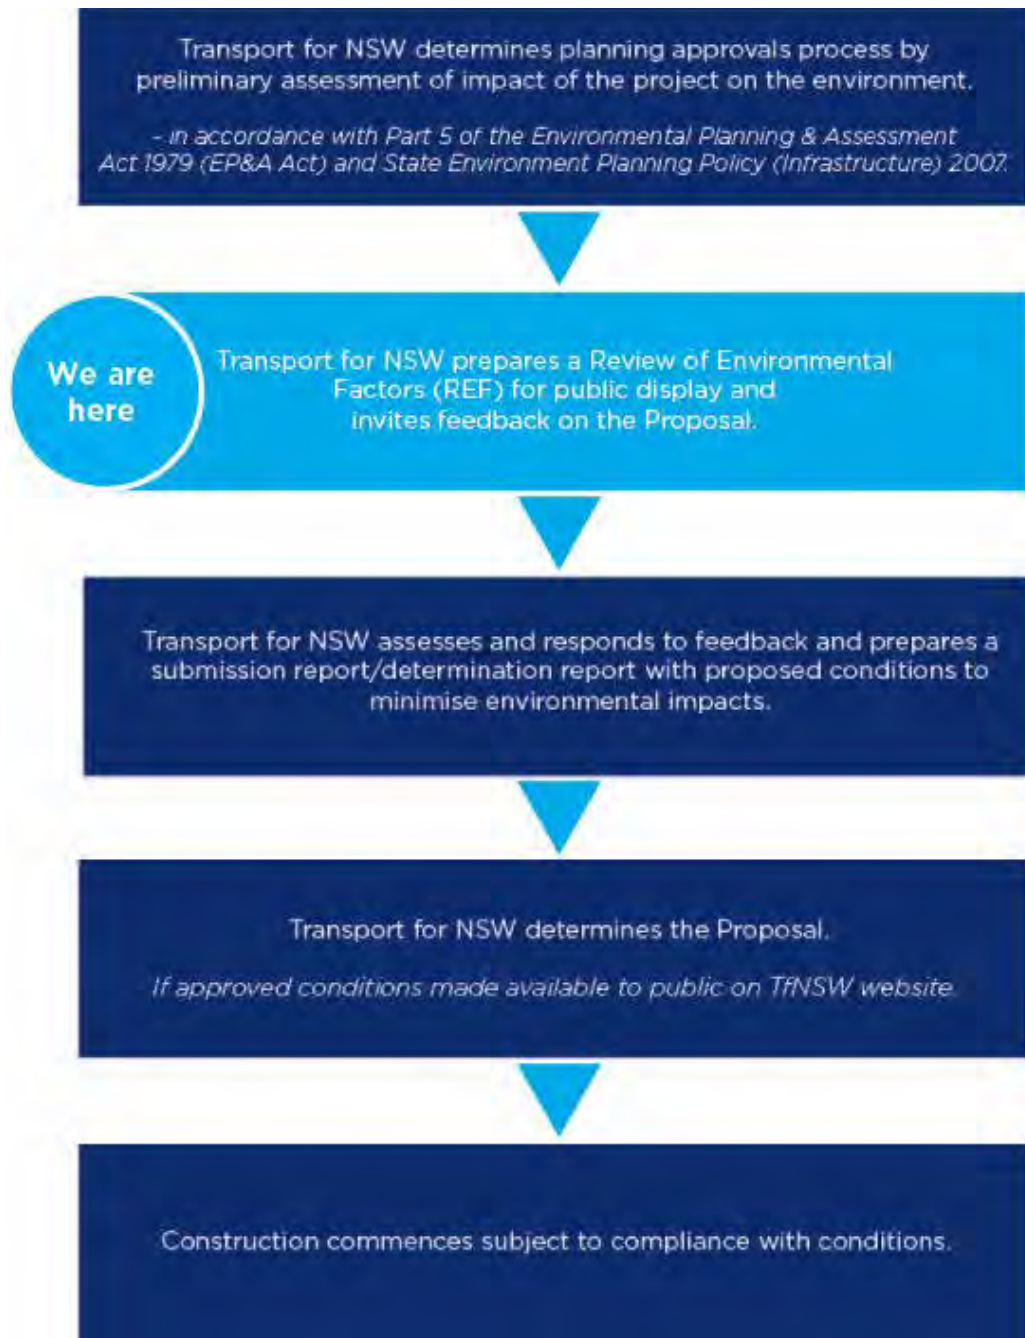 Transport for NSW determines planning approvals process by
preliminary assessment of impact of the project on the environment.
- in accordance with Part 5 of the Environmental Planning & Assessment
Act 1979 (EP&A Act) and State Environment Planning Policy (Infrastructure) 2007.
We are
here
Transport for NSW prepares a Review of Environmental
Factors (REF) for public display and
invites feedback on the Proposal.
Transport for NSW assesses and responds to feedback and prepares a
submission report/determination report with proposed conditions to
minimise environmental impacts.
Transport for NSW determines the Proposal.
If approved conditions made available to public on TfNSW website.
Construction commences subject to compliance with conditions.